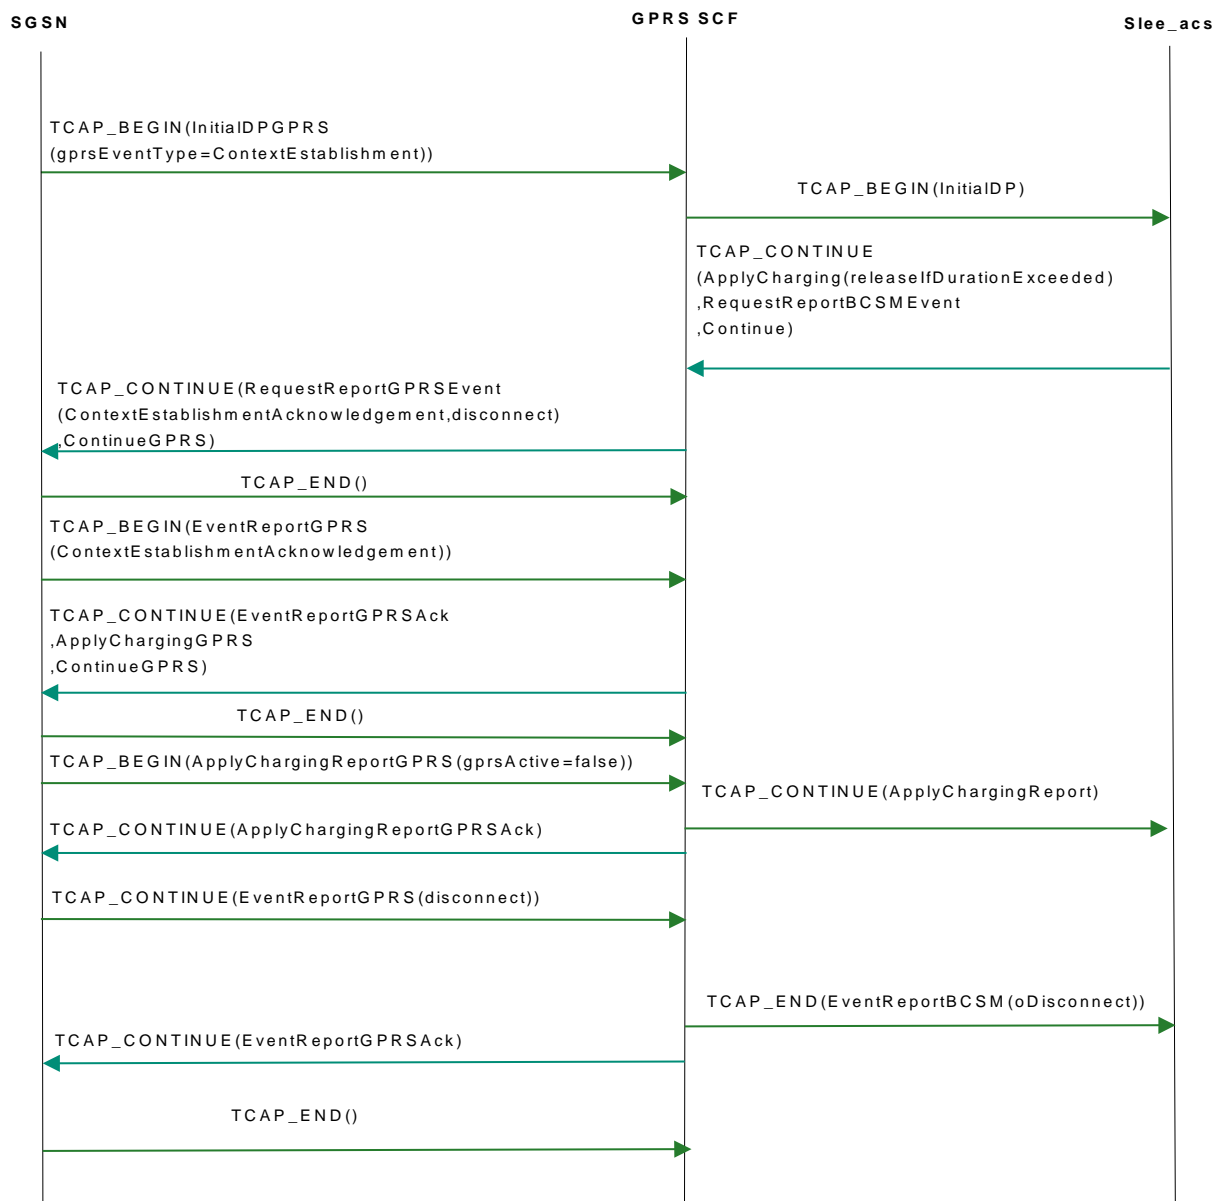 SGSN
GPRS SCF
Slee_acs
TCAP_BEGIN(InitialDPGPRS
(gprsEventType=ContextEstablishment))
TCAP_BEGIN(InitialDP)
TCAP_CONTINUE
(ApplyCharging(releaseIfDurationExceeded)
,RequestReportBCSMEvent
,Continue)
TCAP_CONTINUE(RequestReportGPRSEvent
(ContextEstablishmentAcknowledgement,disconnect)
,ContinueGPRS)
TCAP_END()
TCAP_BEGIN(EventReportGPRS
(ContextEstablishmentAcknowledgement))
TCAP_CONTINUE(EventReportGPRSAck
,ApplyChargingGPRS
,ContinueGPRS)
TCAP_END()
TCAP_BEGIN(ApplyChargingReportGPRS(gprsActive=false))
TCAP_CONTINUE(ApplyChargingReport)
TCAP_CONTINUE(ApplyChargingReportGPRSAck)
TCAP_CONTINUE(EventReportGPRS(disconnect))
TCAP_END(EventReportBCSM(oDisconnect))
TCAP_CONTINUE(EventReportGPRSAck)
TCAP_END()